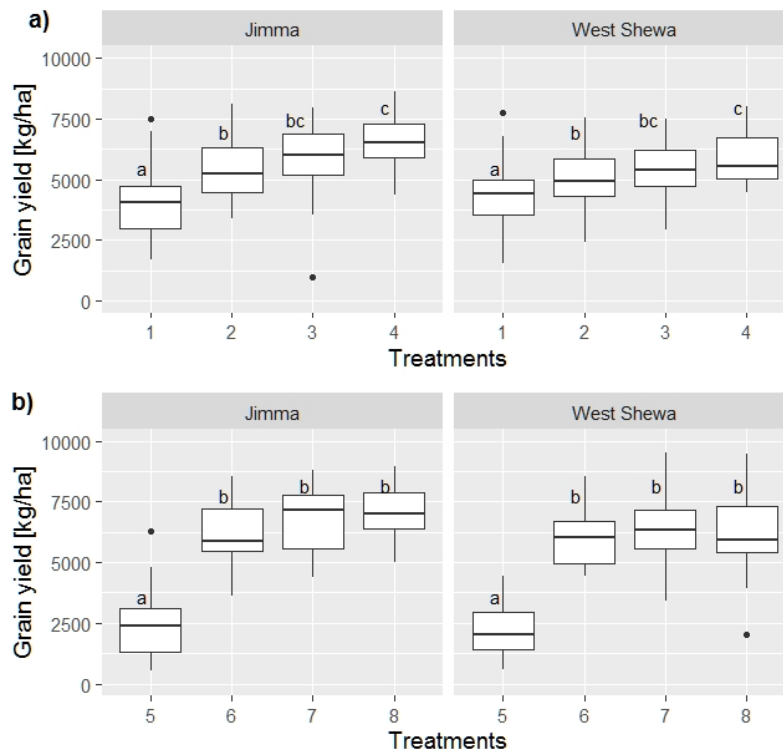 a)
Jimma
West Shewa
Grain yield [kg/ha]
10000
7500
5000
2500
0
a
b
bc
c
a
b
bc
c
1 2 3 4
1 2 3 4
Treatments
b)
Jimma
West Shewa
Grain yield [kg/ha]
10000
7500
5000
2500
0
a
b
b
b
a
b
b
b
5 6 7 8
5 6 7 8
Treatments